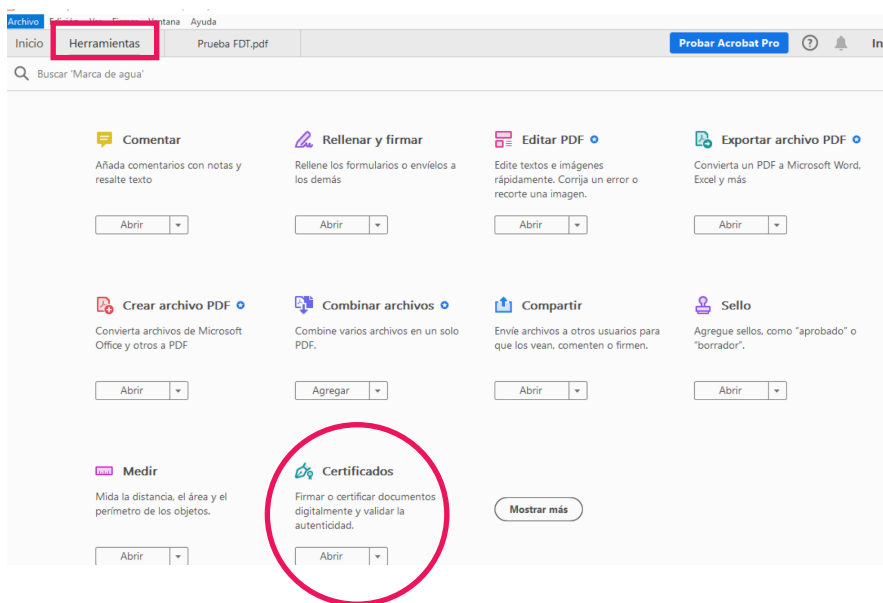 Archivo Edición Ver Firmar Ventana Ayuda
Inicio Herramientas Prueba FDT.pdf Probar Acrobat Pro ? In
Buscar 'Marca de agua'
Comentar
Añada comentarios con notas y
resalte texto
Abrir
Rellenar y firmar
Rellene los formularios o envíelos a
los demás
Abrir
Editar PDF
Edite textos e imágenes
rápidamente. Corrija un error o
recorte una imagen.
Abrir
Exportar archivo PDF
Convierta un PDF a Microsoft Word,
Excel y más
Abrir
Crear archivo PDF
Convierta archivos de Microsoft
Office y otros a PDF
Abrir
Combinar archivos
Combine varios archivos en un solo
PDF.
Agregar
Compartir
Envíe archivos a otros usuarios para
que los vean, comenten o firmen.
Abrir
Sello
Agregue sellos, como "aprobado" o
"borrador".
Abrir
Medir
Mida la distancia, el área y el
perímetro de los objetos.
Abrir
Certificados
Firmar o certificar documentos
digitalmente y validar la
autenticidad.
Abrir
Mostrar más